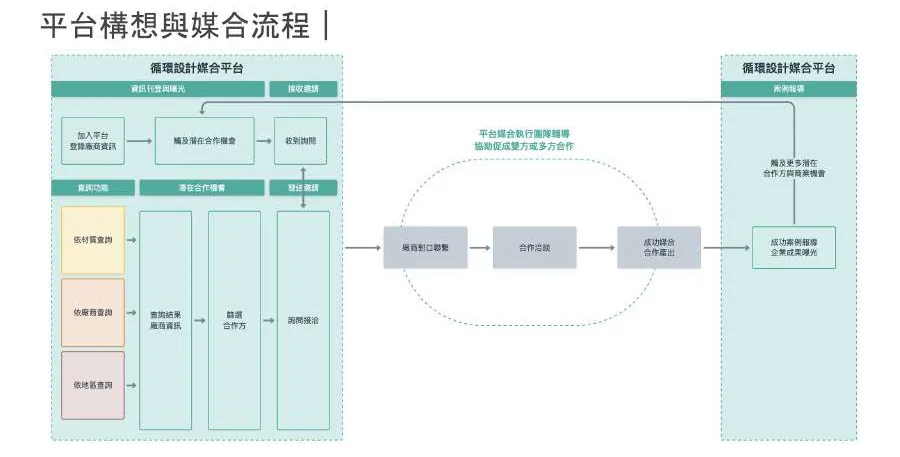 平台構想與媒合流程|
循環設計媒合平台
資訊刊登與曝光
接收邀請
加入平台
登錄廠商資訊
觸及潛在合作機會
收到詢問
查詢功能
潛在合作機會
發送邀請
依材質查詢
依廠商查詢
依地區查詢
查詢結果
廠商資訊
篩選
合作方
詢問接洽
平台媒合執行團隊輔導
協助促成雙方或多方合作
廠商對口聯繫
合作洽談
成功媒合
合作產出
循環設計媒合平台
案例報導
觸及更多潛在
合作方與商業機會
成功案例報導
企業成果曝光